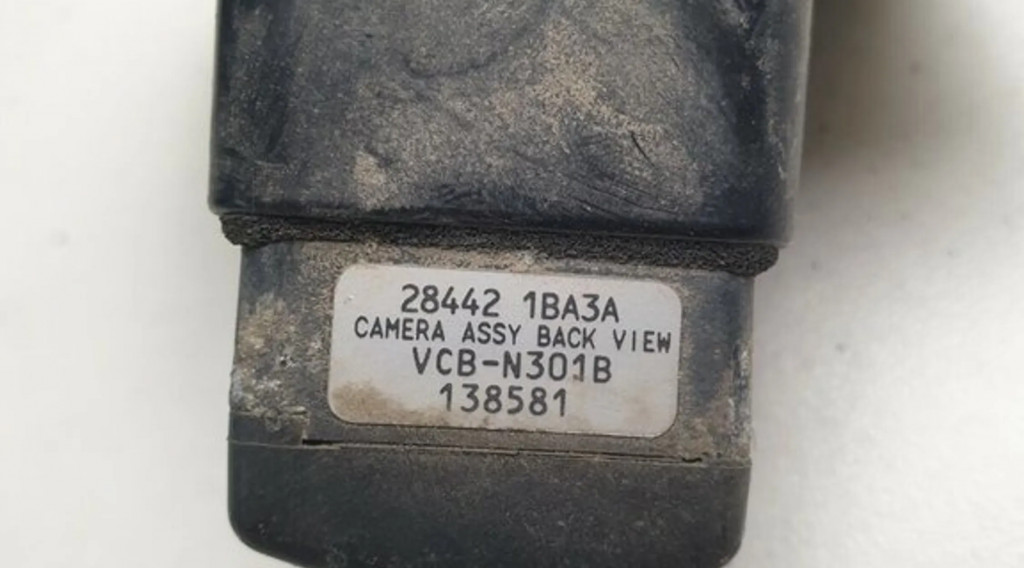 28442 1BA3A
CAMERA ASSY BACK VIEW
VCB-N301B
138581